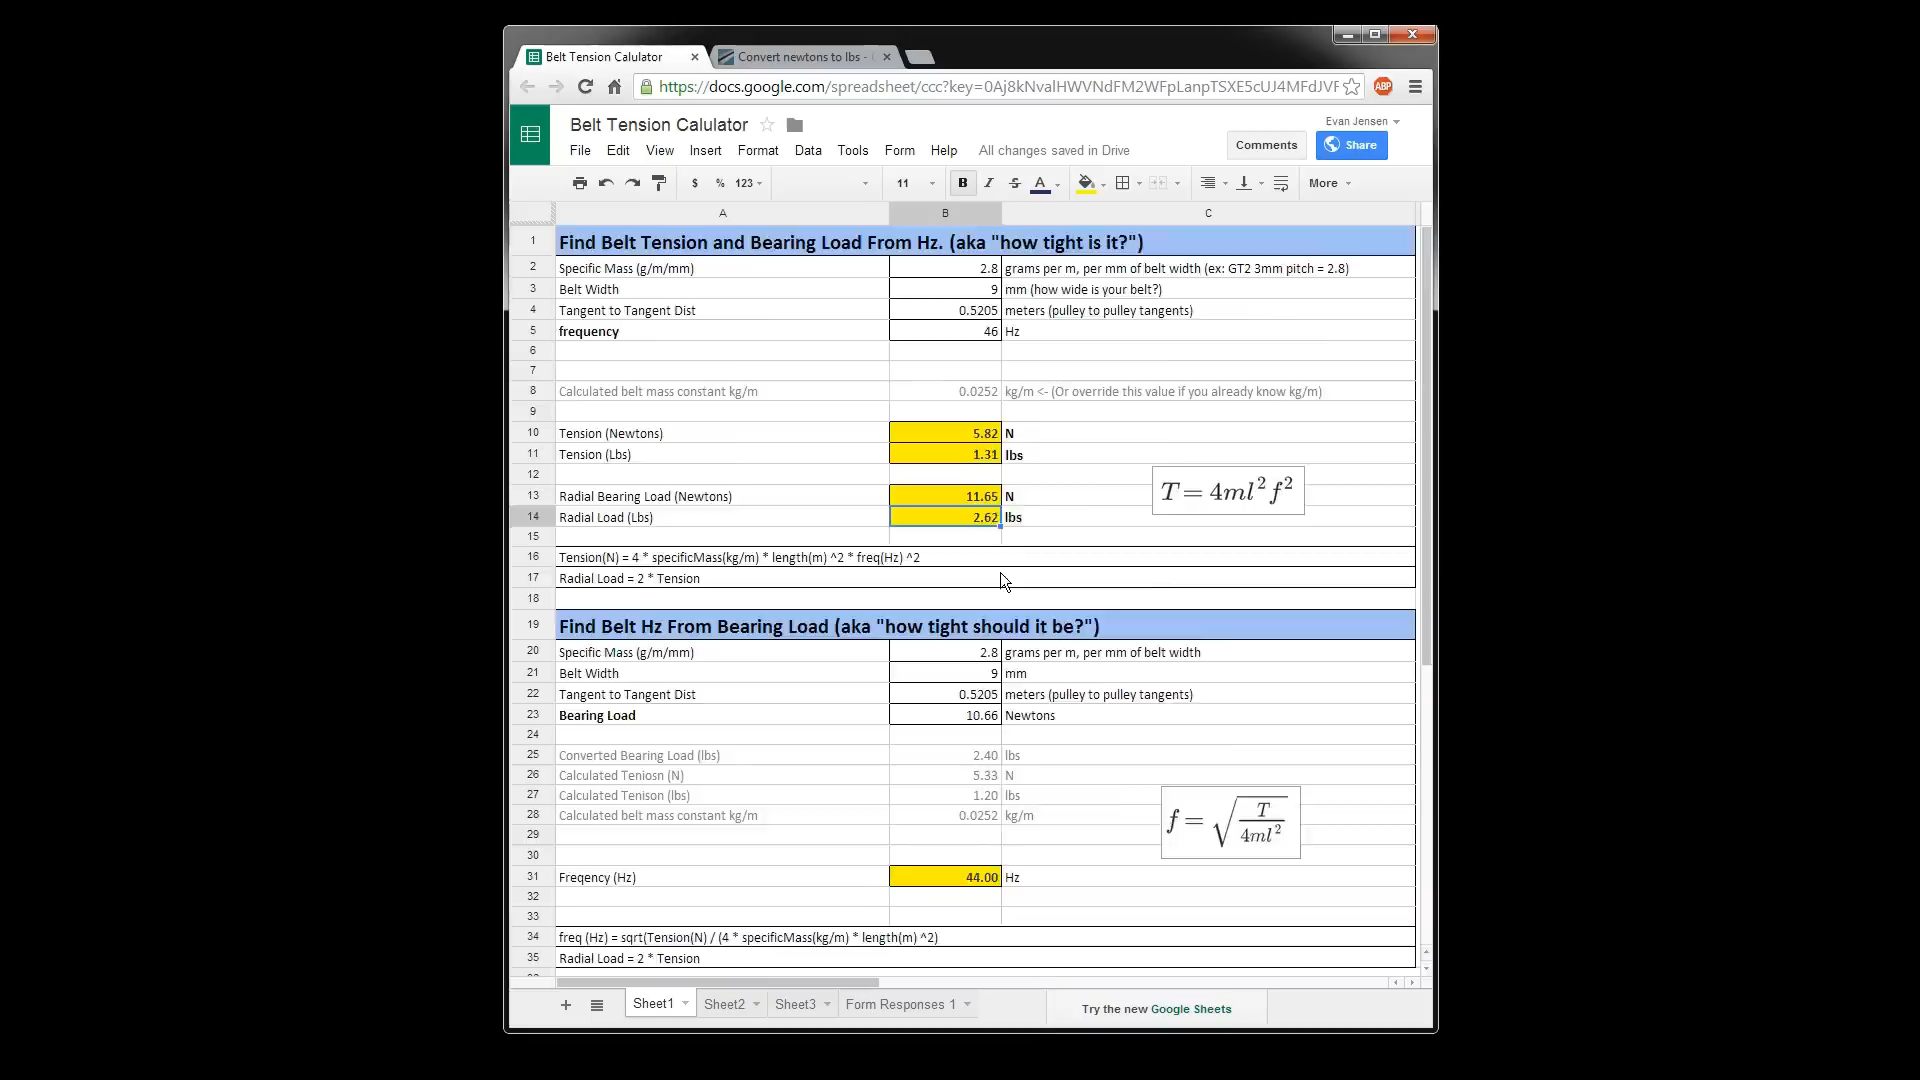 Belt Tension Calulator
Convert newtons to lbs -
https://docs.google.com/spreadsheet/ccc?key=0Aj8kNvalHWVNdFM2WFpLanpTSXE5cUJ4MFdJVF
ABP
Belt Tension Calulator
Evan Jensen
Comments
Share
File Edit View Insert Format Data Tools Form Help All changes saved in Drive
$ % 123 11 B I S A More
A B C
1 Find Belt Tension and Bearing Load From Hz. (aka "how tight is it?")
2 Specific Mass (g/m/mm) 2.8 grams per m, per mm of belt width (ex: GT2 3mm pitch = 2.8)
3 Belt Width 9 mm (how wide is your belt?)
4 Tangent to Tangent Dist 0.5205 meters (pulley to pulley tangents)
5 frequency 46 Hz
6
7
8 Calculated belt mass constant kg/m 0.0252 kg/m <- (Or override this value if you already know kg/m)
9
10 Tension (Newtons) 5.82 N
11 Tension (Lbs) 1.31 lbs
12
13 Radial Bearing Load (Newtons) 11.65 N
T = 4ml²f²
14 Radial Load (Lbs) 2.62 lbs
15
16 Tension(N) = 4 * specificMass(kg/m) * length(m) ^2 * freq(Hz) ^2
17 Radial Load = 2 * Tension
18
19 Find Belt Hz From Bearing Load (aka "how tight should it be?")
20 Specific Mass (g/m/mm) 2.8 grams per m, per mm of belt width
21 Belt Width 9 mm
22 Tangent to Tangent Dist 0.5205 meters (pulley to pulley tangents)
23 Bearing Load 10.66 Newtons
24
25 Converted Bearing Load (lbs) 2.40 lbs
26 Calculated Teniosn (N) 5.33 N
27 Calculated Tenison (lbs) 1.20 lbs
28 Calculated belt mass constant kg/m 0.0252 kg/m
f = √(T / 4ml²)
29
30
31 Freqency (Hz) 44.00 Hz
32
33
34 freq (Hz) = sqrt(Tension(N) / (4 * specificMass(kg/m) * length(m) ^2)
35 Radial Load = 2 * Tension
Sheet1 Sheet2 Sheet3 Form Responses 1 Try the new Google Sheets